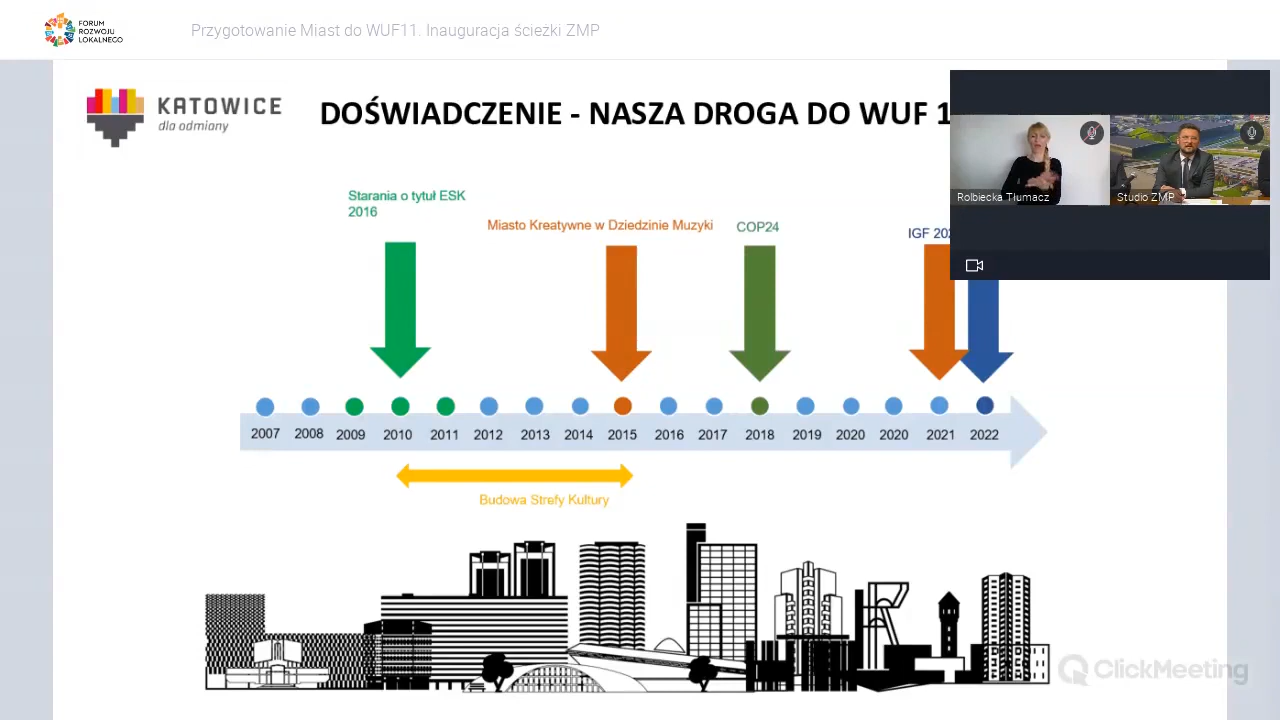 FORUM
ROZWOJU
LOKALNEGO
Przygotowanie Miast do WUF11. Inauguracja ścieżki ZMP
KATOWICE
dla odmiany
DOŚWIADCZENIE - NASZA DROGA DO WUF
Rolbiecka Tłumacz
Studio ZMP
Starania o tytuł ESK
2016
Miasto Kreatywne w Dziedzinie Muzyki
COP24
IGF
2007 2008 2009 2010 2011 2012 2013 2014 2015 2016 2017 2018 2019 2020 2020 2021 2022
Budowa Strefy Kultury
ClickMeeting